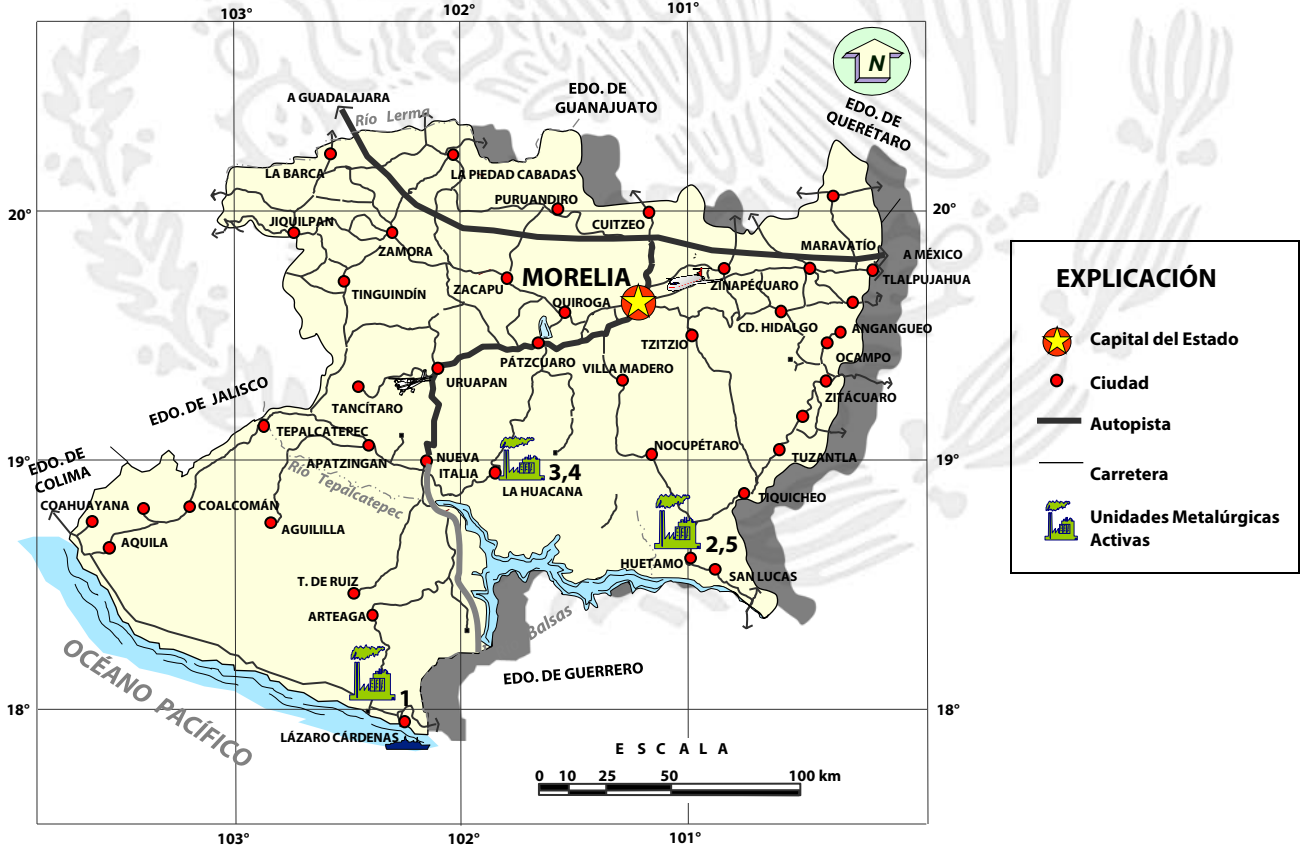 103°
102°
101°
N
A GUADALAJARA
Río Lerma
EDO. DE
GUANAJUATO
EDO. DE
QUERÉTARO
LA BARCA
LA PIEDAD CABADAS
PURUANDIRO
CUITZEO
20°
20°
JIQUILPAN
ZAMORA
MARAVATÍO
A MÉXICO
TLALPUJAHUA
TINGUINDÍN
ZACAPU
MORELIA
QUIROGA
ZINAPÉCUARO
CD. HIDALGO
ANGANGUEO
TZITZIO
OCAMPO
PÁTZCUARO
VILLA MADERO
URUAPAN
ZITÁCUARO
TANCÍTARO
EDO. DE JALISCO
TEPALCATEPEC
APATZINGAN
NUEVA
ITALIA
NOCUPÉTARO
TUZANTLA
19°
19°
EDO. DE
COLIMA
Río Tepalcatepec
3,4
LA HUACANA
TIQUICHEO
COAHUAYANA
COALCOMÁN
AGUILILLA
AQUILA
2,5
HUETAMO
SAN LUCAS
T. DE RUIZ
ARTEAGA
Balsas
EDO. DE GUERRERO
OCÉANO PACÍFICO
1
18°
18°
LÁZARO CÁRDENAS
E S C A L A
0 10 25 50 100 km
103°
102°
101°
EXPLICACIÓN
Capital del Estado
Ciudad
Autopista
Carretera
Unidades Metalúrgicas
Activas